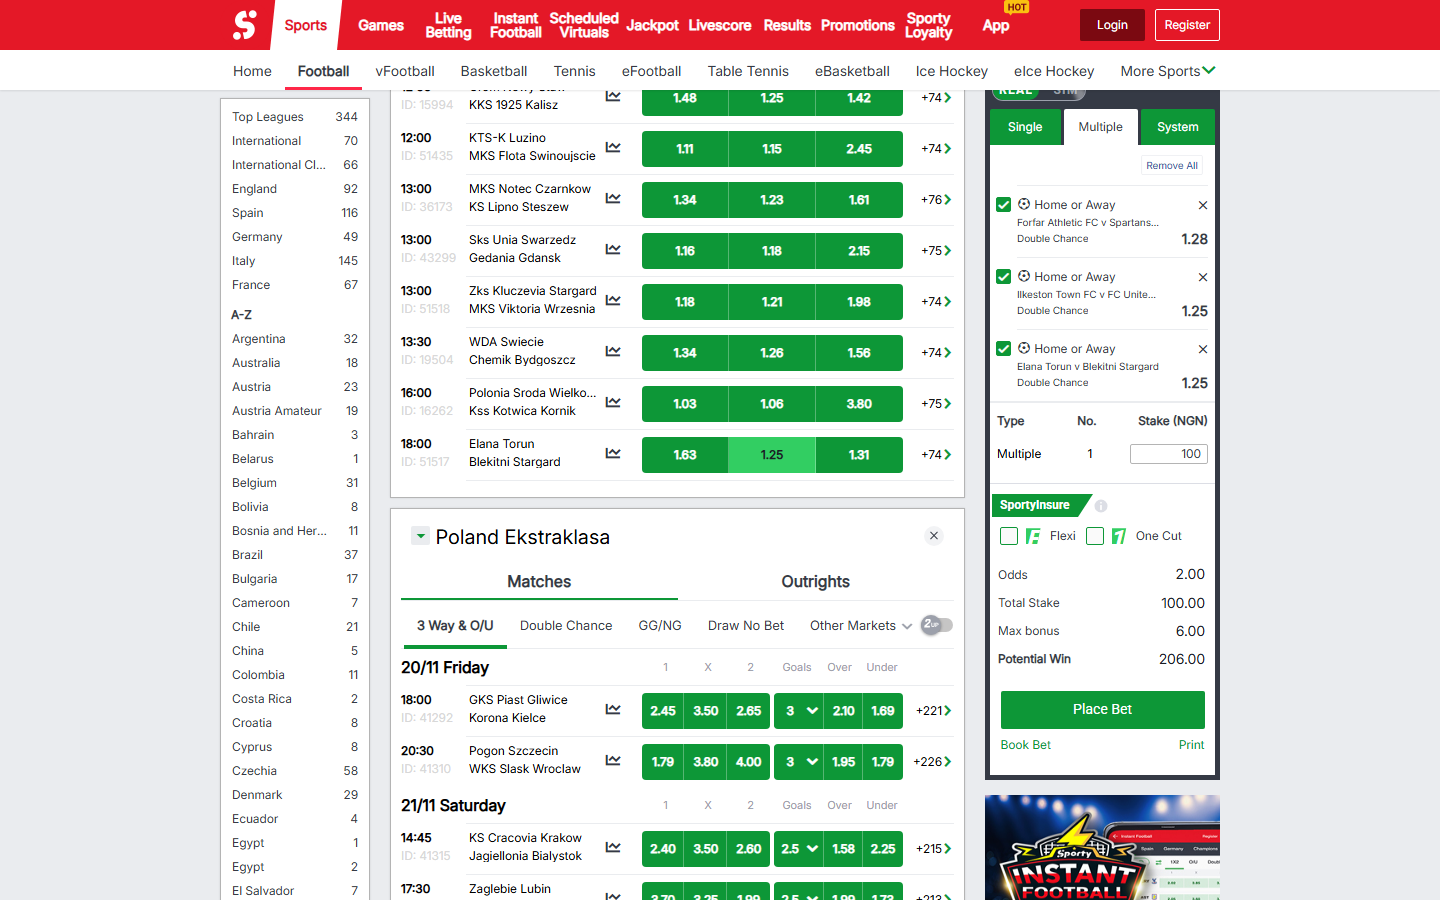 Sports
Games
Live Betting
Instant Football
Scheduled Virtuals
Jackpot
Livescore
Results
Promotions
Sporty Loyalty
App
HOT
Login
Register
Home
Football
vFootball
Basketball
Tennis
eFootball
Table Tennis
eBasketball
Ice Hockey
eIce Hockey
More Sports
Top Leagues 344
International 70
International Cl... 66
England 92
Spain 116
Germany 49
Italy 145
France 67
A-Z
Argentina 32
Australia 18
Austria 23
Austria Amateur 19
Bahrain 3
Belarus 1
Belgium 31
Bolivia 8
Bosnia and Her... 11
Brazil 37
Bulgaria 17
Cameroon 7
Chile 21
China 5
Colombia 11
Costa Rica 2
Croatia 8
Cyprus 8
Czechia 58
Denmark 29
Ecuador 4
Egypt 1
Egypt 2
El Salvador 7
ID: 15994 KKS 1925 Kalisz 1.48 1.25 1.42 +74
12:00 KTS-K Luzino
ID: 51435 MKS Flota Swinoujscie 1.11 1.15 2.45 +74
13:00 MKS Notec Czarnkow
ID: 36173 KS Lipno Steszew 1.34 1.23 1.61 +76
13:00 Sks Unia Swarzedz
ID: 43299 Gedania Gdansk 1.16 1.18 2.15 +75
13:00 Zks Kluczevia Stargard
ID: 51518 MKS Viktoria Wrzesnia 1.18 1.21 1.98 +74
13:30 WDA Swiecie
ID: 19504 Chemik Bydgoszcz 1.34 1.26 1.56 +74
16:00 Polonia Sroda Wielko...
ID: 16262 Kss Kotwica Kornik 1.03 1.06 3.80 +75
18:00 Elana Torun
ID: 51517 Blekitni Stargard 1.63 1.25 1.31 +74
Poland Ekstraklasa
Matches Outrights
3 Way & O/U Double Chance GG/NG Draw No Bet Other Markets 2UP
20/11 Friday 1 X 2 Goals Over Under
18:00 GKS Piast Gliwice
ID: 41292 Korona Kielce 2.45 3.50 2.65 3 2.10 1.69 +221
20:30 Pogon Szczecin
ID: 41310 WKS Slask Wroclaw 1.79 3.80 4.00 3 1.95 1.79 +226
21/11 Saturday 1 X 2 Goals Over Under
14:45 KS Cracovia Krakow
ID: 41315 Jagiellonia Bialystok 2.40 3.50 2.60 2.5 1.58 2.25 +215
17:30 Zaglebie Lubin
REAL SIM
Single Multiple System
Remove All
Home or Away
Forfar Athletic FC v Spartans...
Double Chance 1.28
Home or Away
Ilkeston Town FC v FC Unite...
Double Chance 1.25
Home or Away
Elana Torun v Blekitni Stargard
Double Chance 1.25
Type No. Stake (NGN)
Multiple 1 100
SportyInsure
Flexi One Cut
Odds 2.00
Total Stake 100.00
Max bonus 6.00
Potential Win 206.00
Place Bet
Book Bet Print
Sporty
INSTANT
FOOTBALL